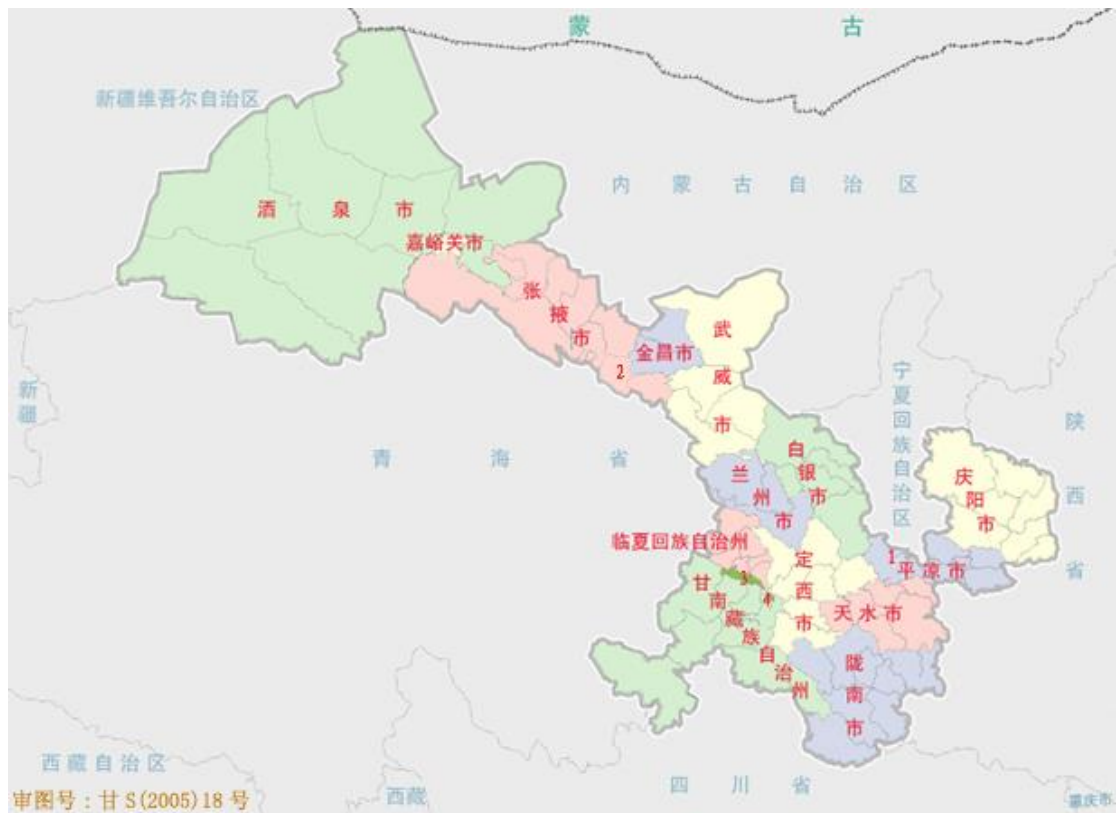 蒙古
新疆维吾尔自治区
内蒙古自治区
酒泉市
嘉峪关市
张掖市
武威市
金昌市
2
宁夏回族自治区
新疆
陕西省
青海省
白银市
兰州市
庆阳市
临夏回族自治州
定西市
1
平凉市
3
4
甘南藏族自治州
天水市
陇南市
西藏自治区
西藏
四川省
重庆市
审图号：甘 S(2005)18 号